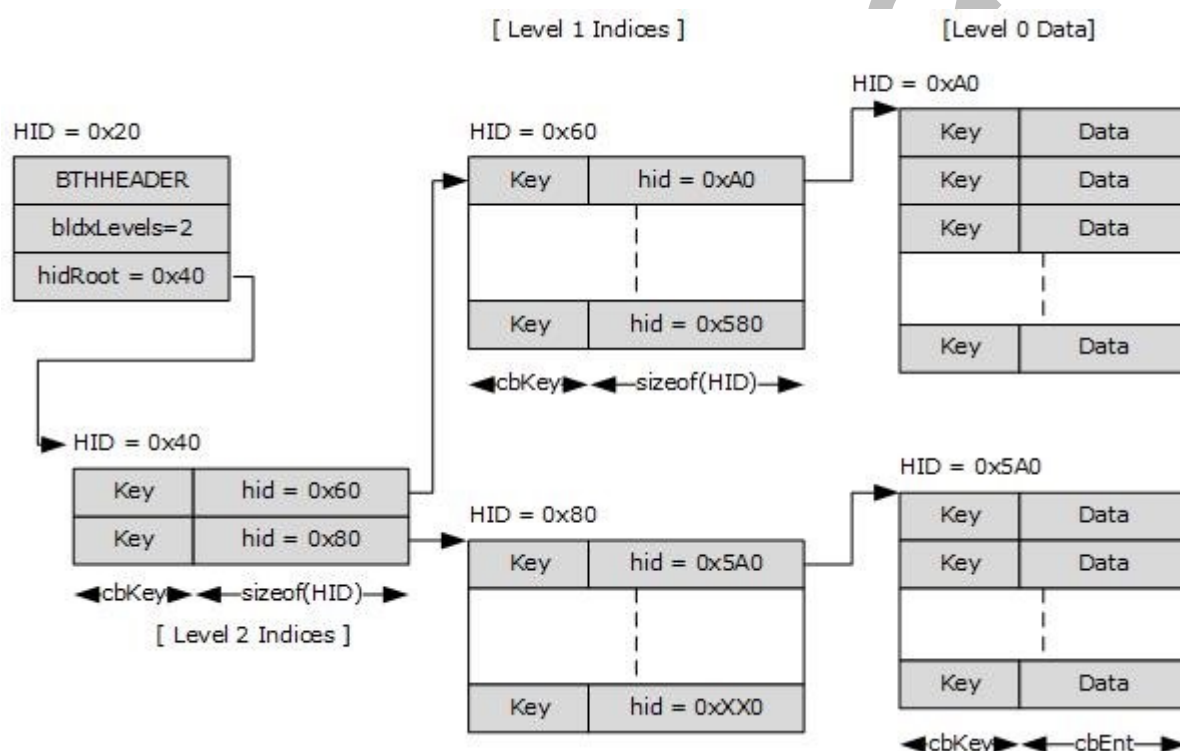 [ Level 1 Indices ]
[Level 0 Data]
HID = 0xA0
HID = 0x20
HID = 0x60
BTHHEADER
bldxLevels=2
hidRoot = 0x40
Key hid = 0xA0
Key hid = 0x580
cbKey sizeof(HID)
Key Data
Key Data
Key Data
Key Data
HID = 0x40
Key hid = 0x60
Key hid = 0x80
cbKey sizeof(HID)
[ Level 2 Indices ]
HID = 0x80
Key hid = 0x5A0
Key hid = 0xXX0
HID = 0x5A0
Key Data
Key Data
Key Data
cbKey cbEnt